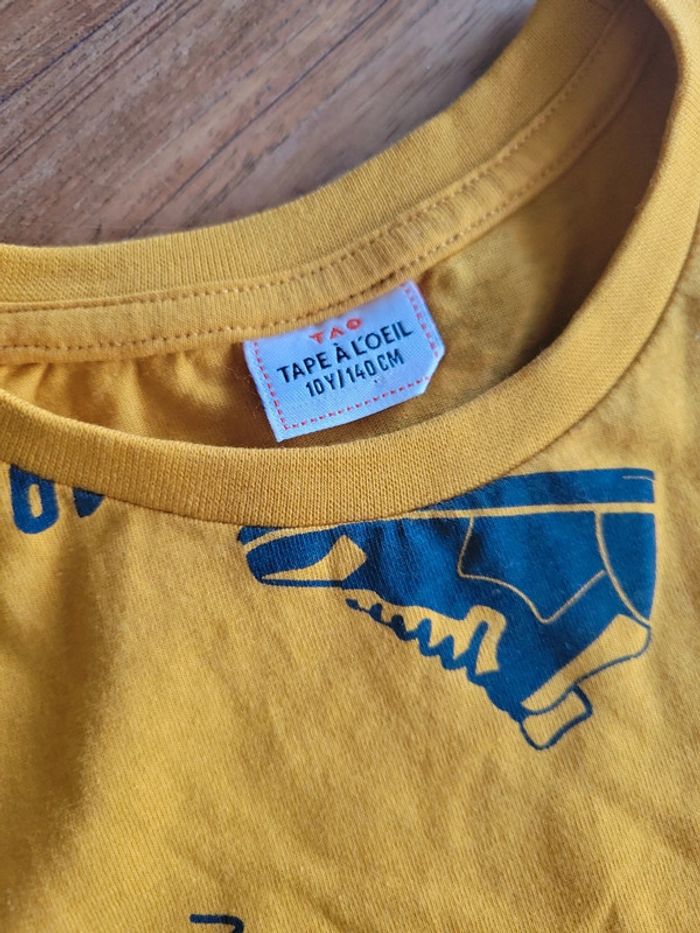 TAO
TAPE À L'OEIL
10Y/140CM